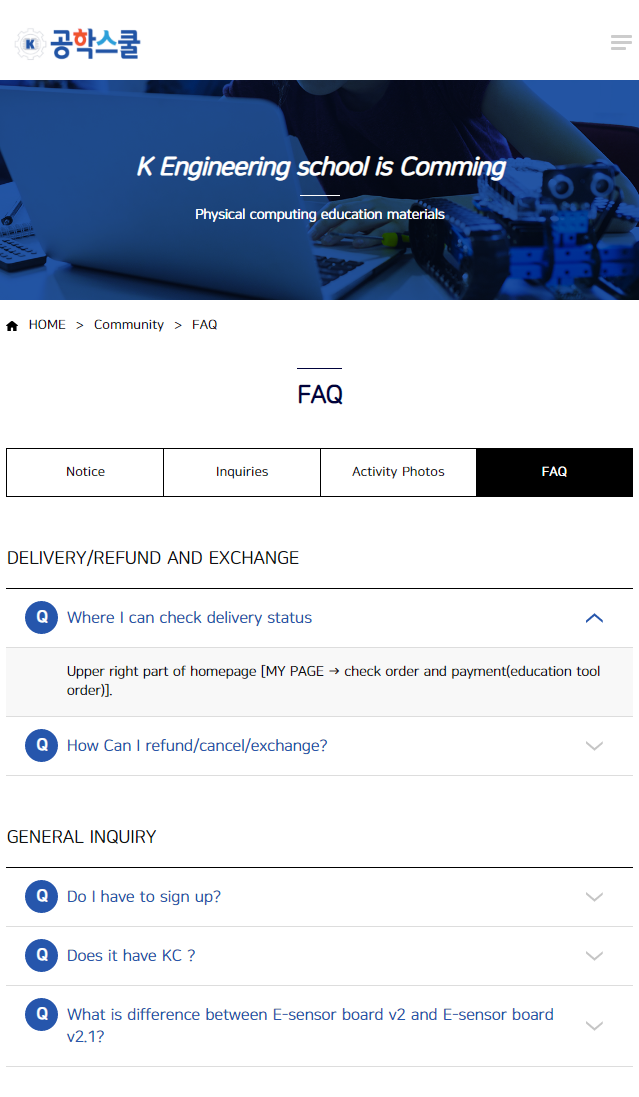 K 공학스쿨
K Engineering school is Comming
Physical computing education materials
HOME > Community > FAQ
FAQ
Notice Inquiries Activity Photos FAQ
DELIVERY/REFUND AND EXCHANGE
Q Where I can check delivery status
Upper right part of homepage [MY PAGE → check order and payment(education tool
order)].
Q How Can I refund/cancel/exchange?
GENERAL INQUIRY
Q Do I have to sign up?
Q Does it have KC ?
Q What is difference between E-sensor board v2 and E-sensor board
v2.1?